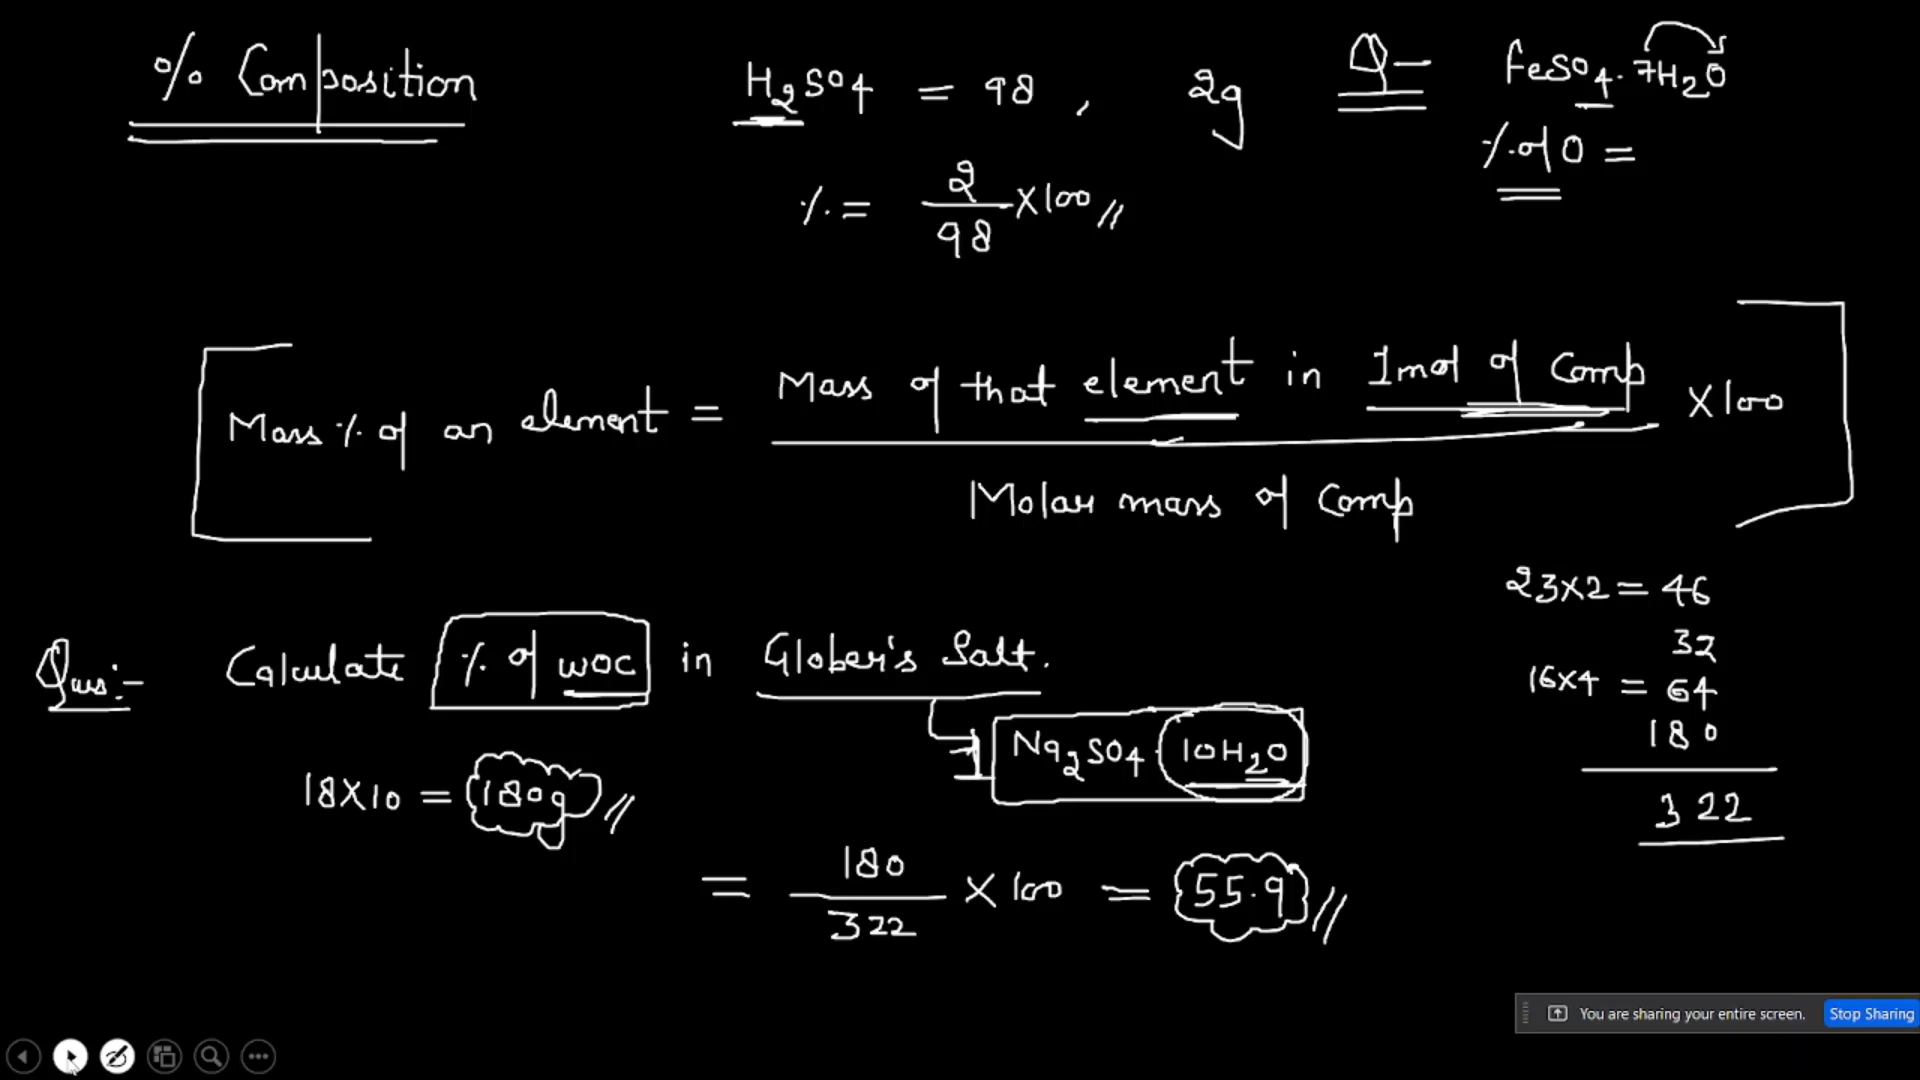 % Composition
H2SO4 = 98 , 2g
% = 2/98 X 100 //
Q- FeSO4.7H2O
% of O =
Mass % of an element = Mass of that element in 1mol of Comp / Molar mass of Comp X 100
Ques:- Calculate % of WOC in Glober's Salt.
Na2SO4.10H2O
18X10 = 180g //
= 180/322 X 100 = 55.9 //
23X2 = 46
32
16X4 = 64
180
322
You are sharing your entire screen. Stop Sharing